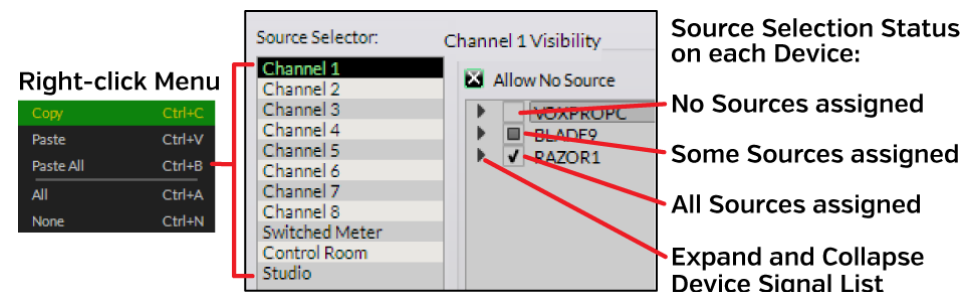 Right-click Menu
Copy Ctrl+C
Paste Ctrl+V
Paste All Ctrl+B
All Ctrl+A
None Ctrl+N
Source Selector:
Channel 1
Channel 2
Channel 3
Channel 4
Channel 5
Channel 6
Channel 7
Channel 8
Switched Meter
Control Room
Studio
Channel 1 Visibility
Allow No Source
VOXPROPC
BLADE9
RAZOR1
Source Selection Status
on each Device:
No Sources assigned
Some Sources assigned
All Sources assigned
Expand and Collapse
Device Signal List